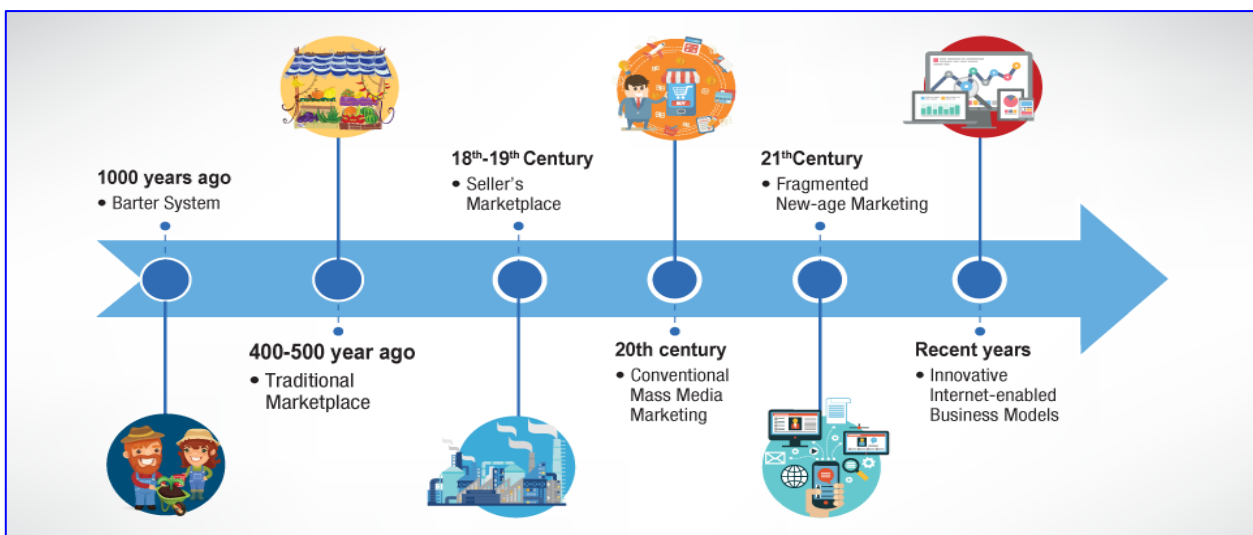 1000 years ago
• Barter System
400-500 year ago
• Traditional
Marketplace
18th-19th Century
• Seller's
Marketplace
20th century
• Conventional
Mass Media
Marketing
21thCentury
• Fragmented
New-age Marketing
Recent years
• Innovative
Internet-enabled
Business Models
BUY